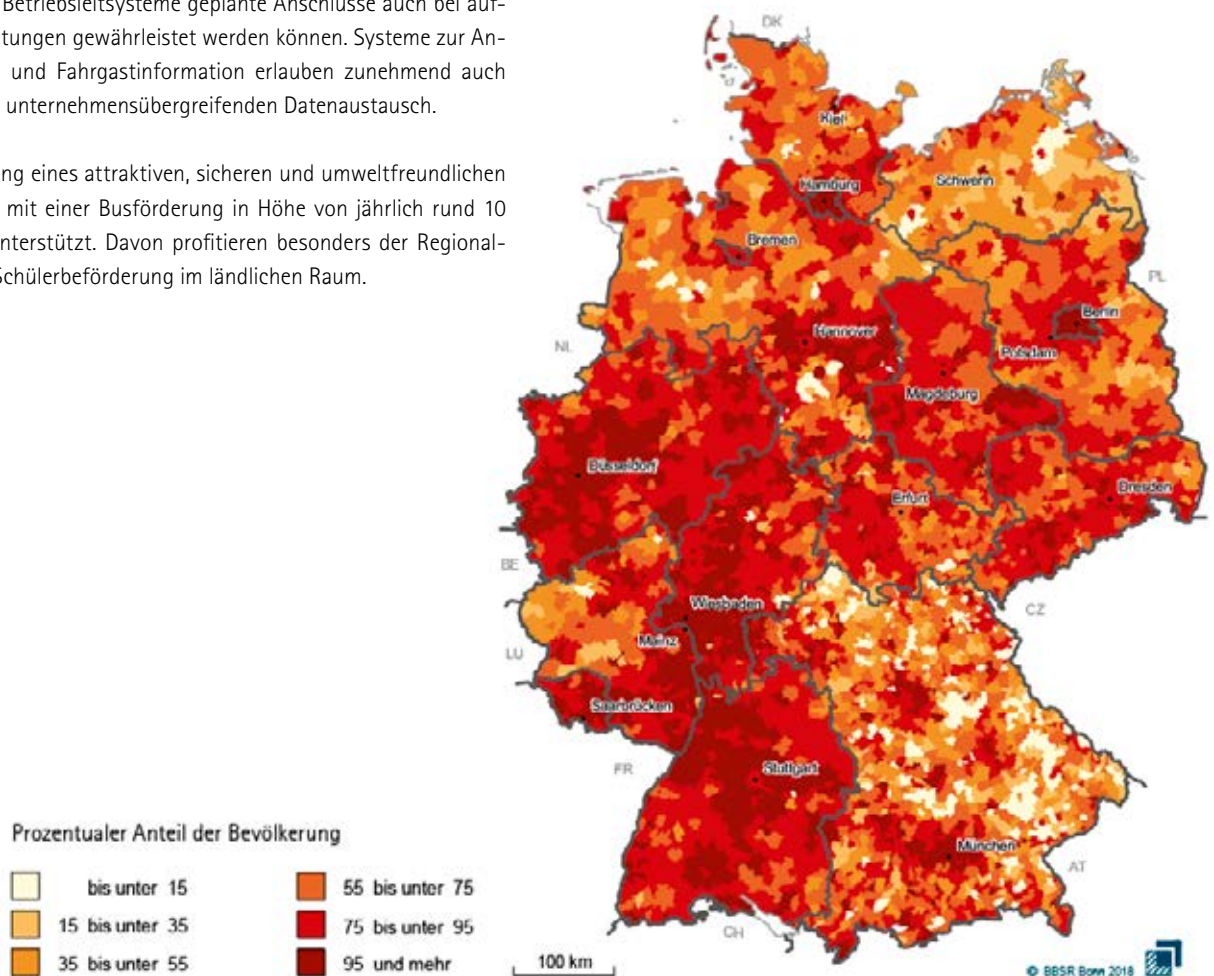 Betriebsleitsysteme geplante Anschlüsse auch bei auf-
tungen gewährleistet werden können. Systeme zur An-
und Fahrgastinformation erlauben zunehmend auch
unternehmensübergreifenden Datenaustausch.
ng eines attraktiven, sicheren und umweltfreundlichen
mit einer Busförderung in Höhe von jährlich rund 10
nterstützt. Davon profitieren besonders der Regional-
Schülerbeförderung im ländlichen Raum.
DK
Kiel
Hamburg
Schwerin
Bremen
PL
Berlin
Hannover
NL
Potsdam
Magdeburg
Düsseldorf
Dresden
Erfurt
BE
Wiesbaden
CZ
Mainz
LU
Saarbrücken
FR
Stuttgart
München
AT
CH
Prozentualer Anteil der Bevölkerung
bis unter 15
15 bis unter 35
35 bis unter 55
55 bis unter 75
75 bis unter 95
95 und mehr
100 km
© BBSR Bonn 2018